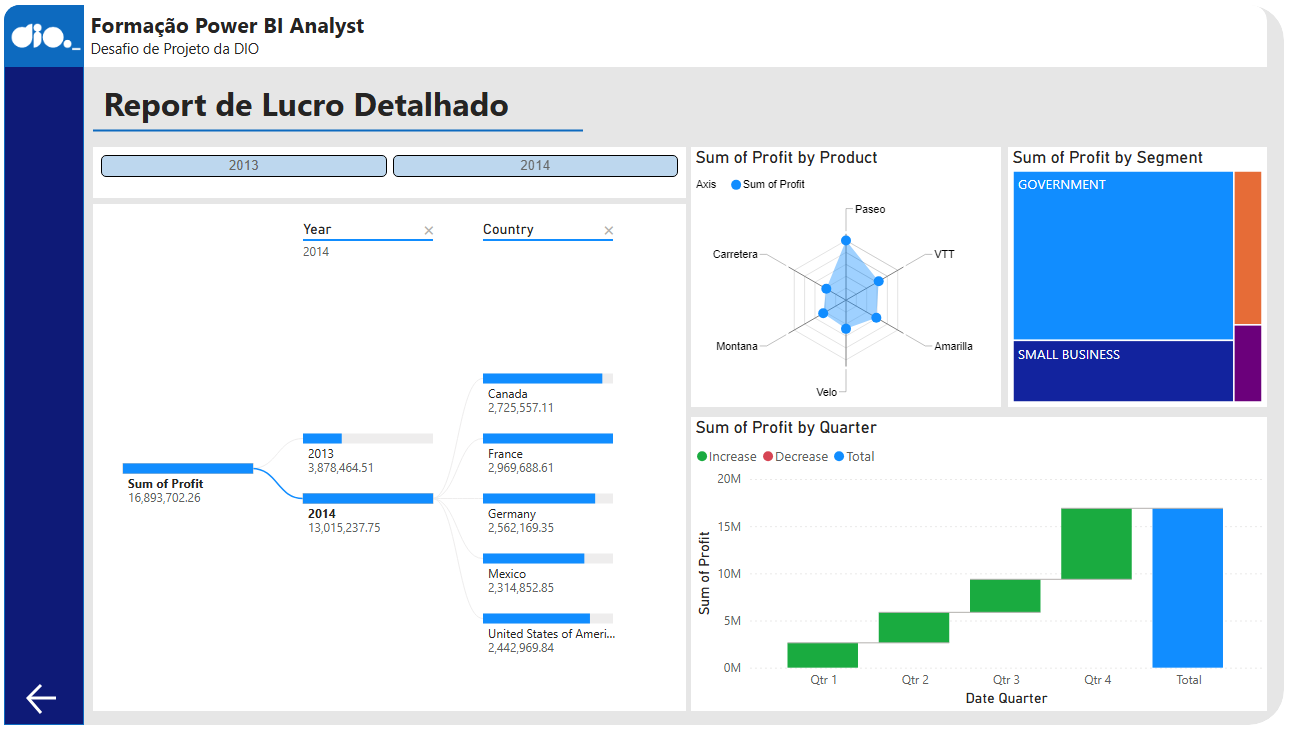 dio._
Formação Power BI Analyst
Desafio de Projeto da DIO
Report de Lucro Detalhado
2013
2014
Year
2014
Country
Sum of Profit
16,893,702.26
2013
3,878,464.51
2014
13,015,237.75
Canada
2,725,557.11
France
2,969,688.61
Germany
2,562,169.35
Mexico
2,314,852.85
United States of Ameri...
2,442,969.84
Sum of Profit by Product
Axis
Sum of Profit
Paseo
VTT
Amarilla
Velo
Montana
Carretera
Sum of Profit by Segment
GOVERNMENT
SMALL BUSINESS
Sum of Profit by Quarter
Increase Decrease Total
Sum of Profit
20M
15M
10M
5M
0M
Qtr 1 Qtr 2 Qtr 3 Qtr 4 Total
Date Quarter